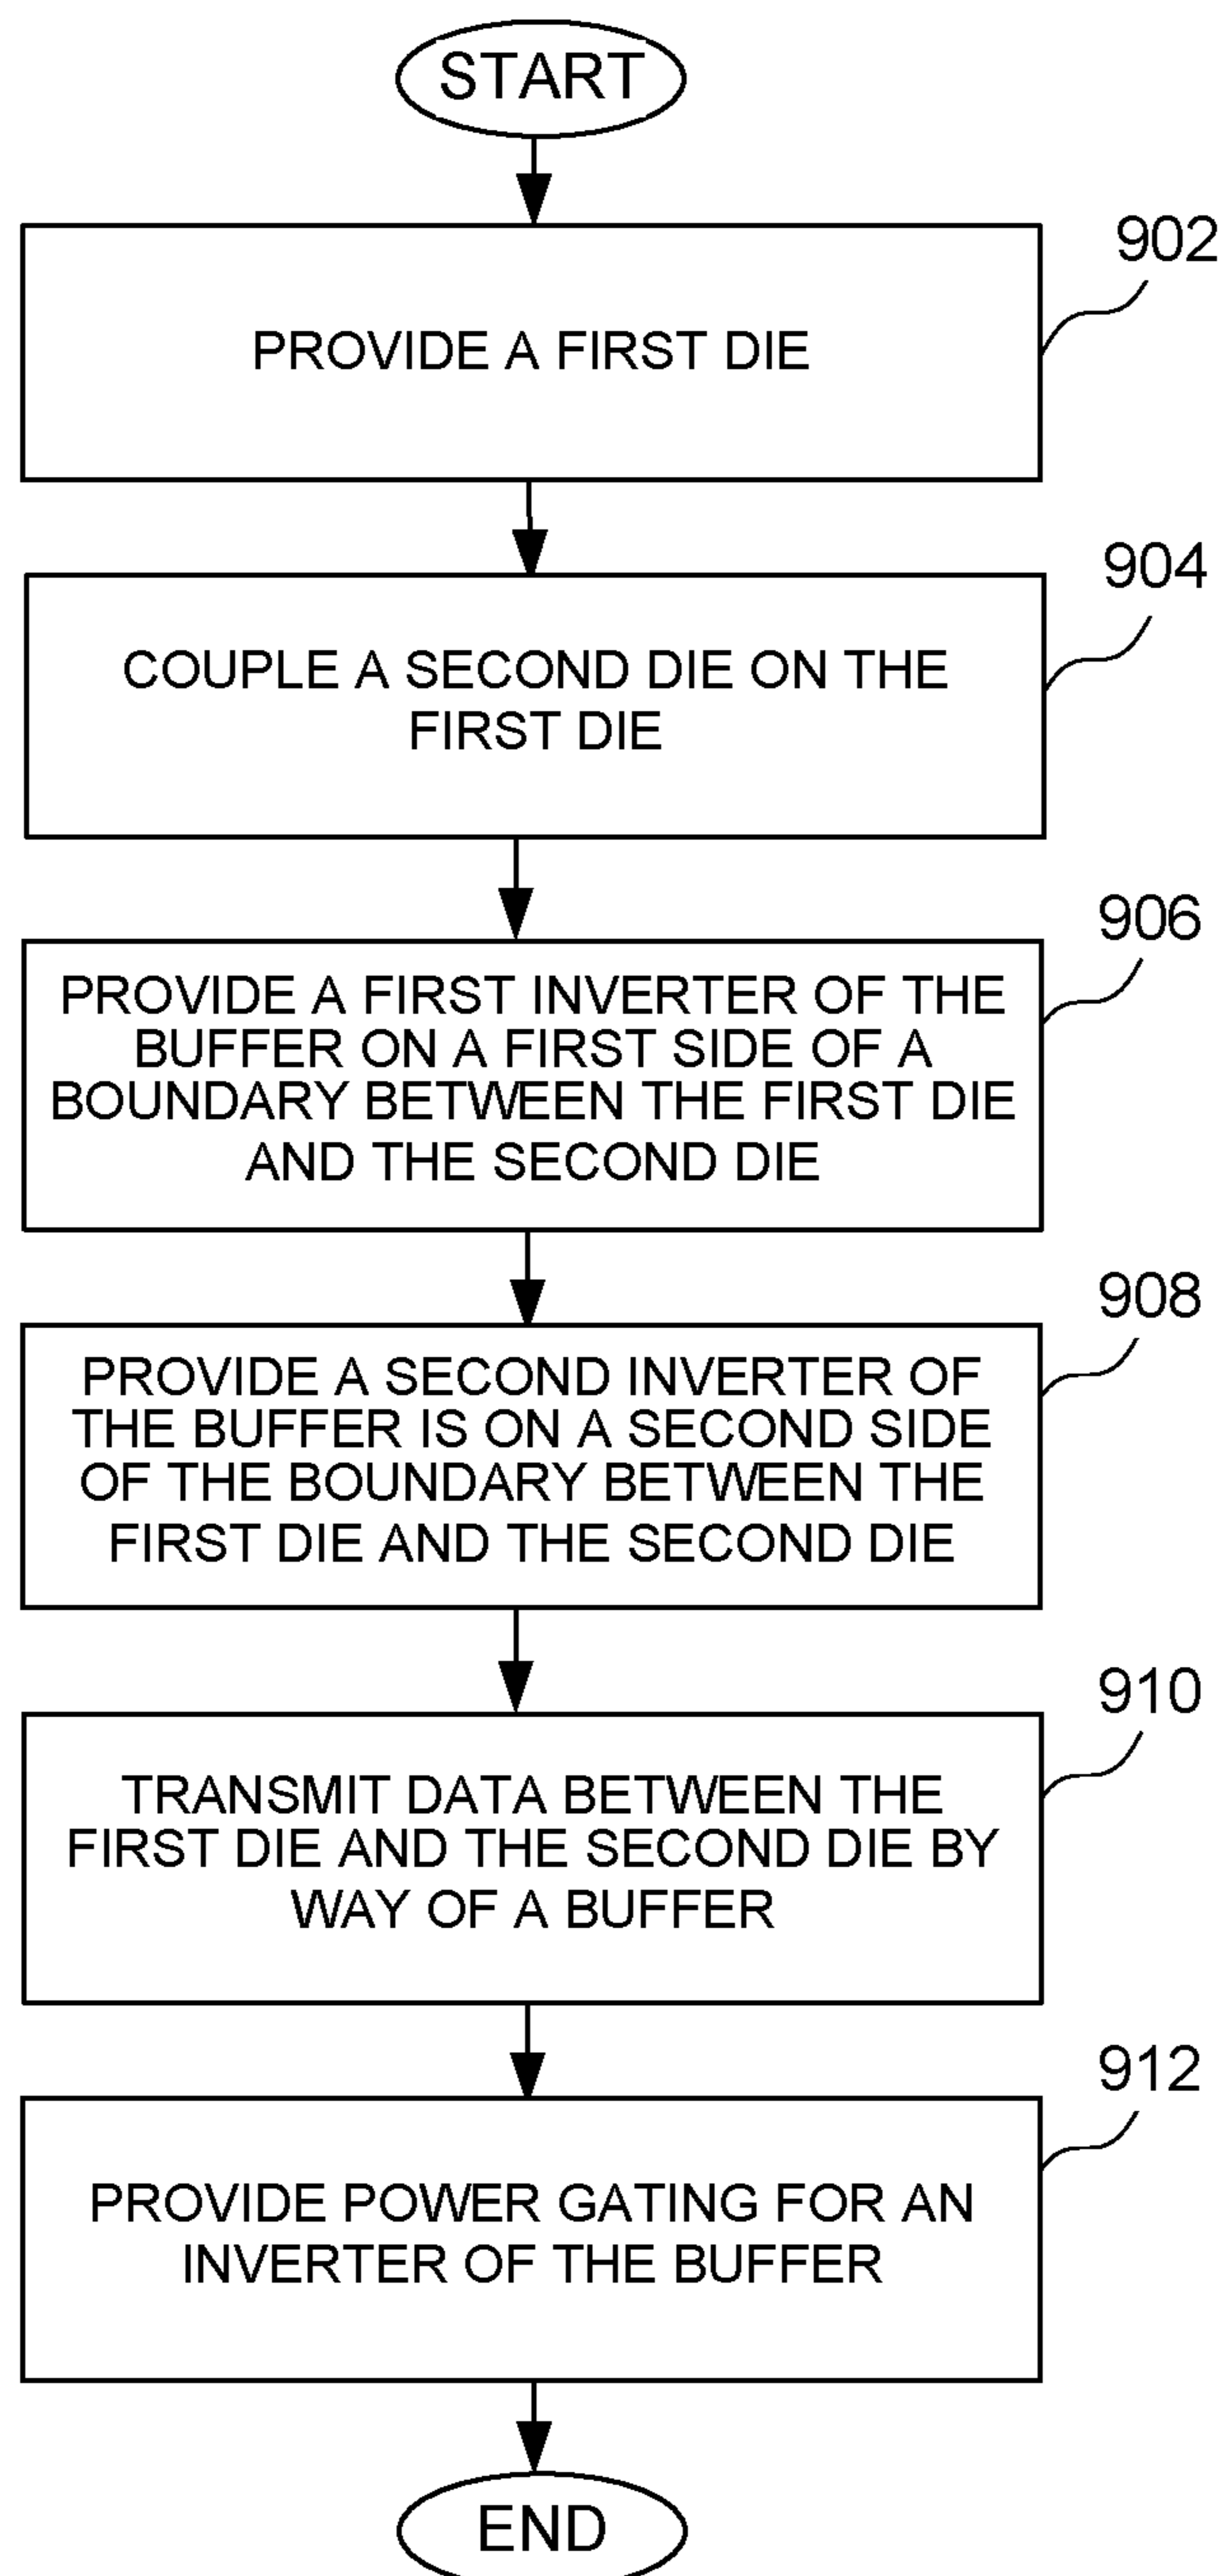 START
902
PROVIDE A FIRST DIE
904
COUPLE A SECOND DIE ON THE
FIRST DIE
906
PROVIDE A FIRST INVERTER OF THE
BUFFER ON A FIRST SIDE OF A
BOUNDARY BETWEEN THE FIRST DIE
AND THE SECOND DIE
908
PROVIDE A SECOND INVERTER OF
THE BUFFER IS ON A SECOND SIDE
OF THE BOUNDARY BETWEEN THE
FIRST DIE AND THE SECOND DIE
910
TRANSMIT DATA BETWEEN THE
FIRST DIE AND THE SECOND DIE BY
WAY OF A BUFFER
912
PROVIDE POWER GATING FOR AN
INVERTER OF THE BUFFER
END